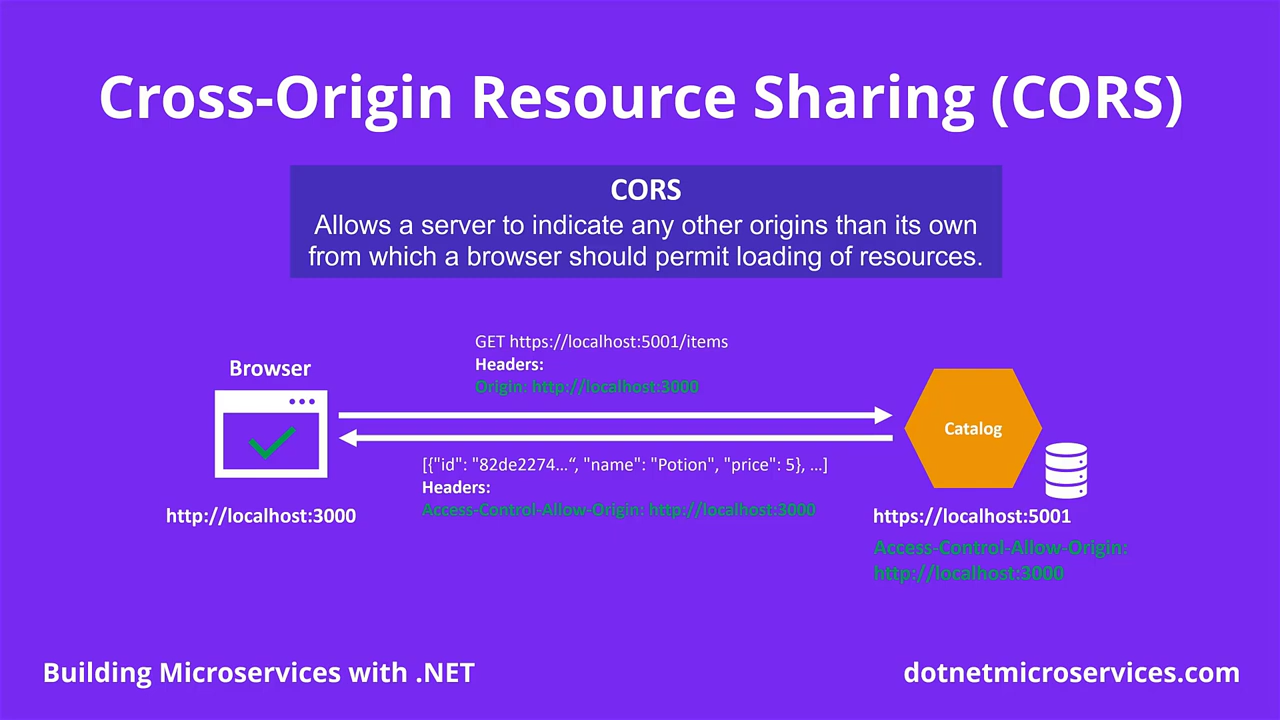 Cross-Origin Resource Sharing (CORS)
CORS
Allows a server to indicate any other origins than its own
from which a browser should permit loading of resources.
GET https://localhost:5001/items
Headers:
Origin: http://localhost:3000
Browser
Catalog
[{"id": "82de2274…“, "name": "Potion", "price": 5}, …]
Headers:
Access-Control-Allow-Origin: http://localhost:3000
http://localhost:3000
https://localhost:5001
Access-Control-Allow-Origin:
http://localhost:3000
Building Microservices with .NET
dotnetmicroservices.com